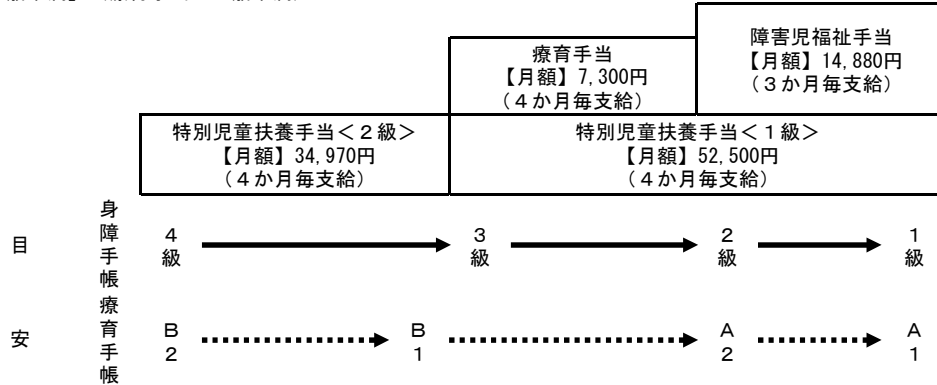 障害児福祉手当
【月額】14,880円
(3か月毎支給)
療育手当
【月額】7,300円
(4か月毎支給)
特別児童扶養手当<2級>
【月額】34,970円
(4か月毎支給)
特別児童扶養手当<1級>
【月額】52,500円
(4か月毎支給)
目安
身障手帳
4級
3級
2級
1級
療育手帳
B2
B1
A2
A1